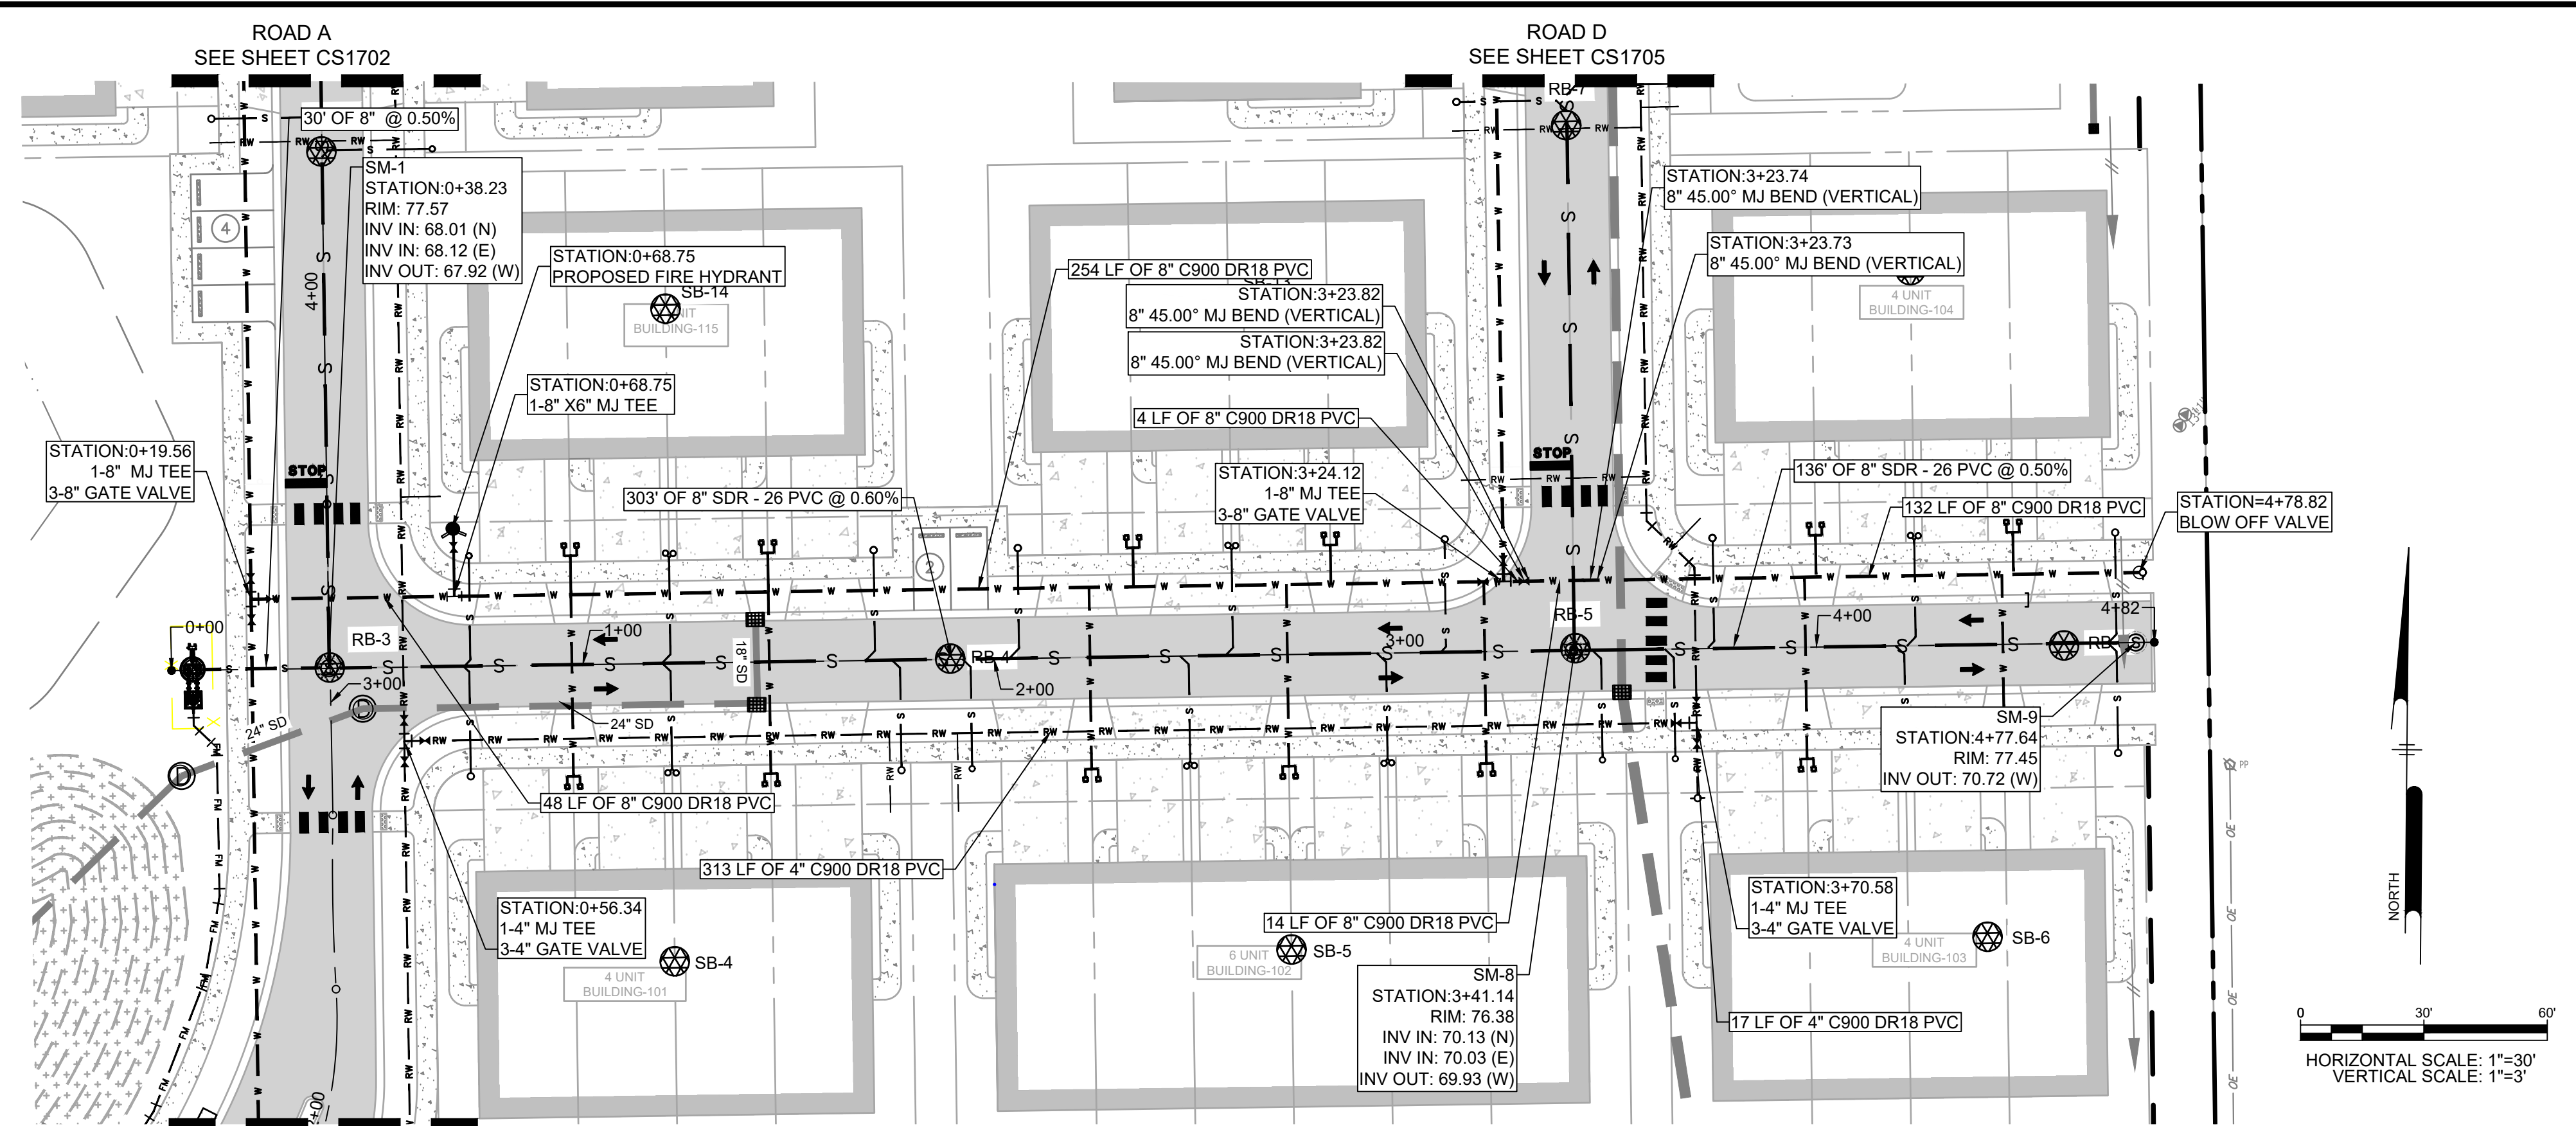 ROAD A
SEE SHEET CS1702
ROAD D
SEE SHEET CS1705
30' OF 8"  @ 0.50%
SM-1
STATION:0+38.23
RIM: 77.57
INV IN: 68.01 (N)
INV IN: 68.12 (E)
INV OUT: 67.92 (W)
4
4+00
STATION:0+68.75
PROPOSED FIRE HYDRANT
SB-14
BUILDING-115
STATION:0+68.75
1-8" X6" MJ TEE
254 LF OF 8" C900 DR18 PVC
STATION:3+23.82
8" 45.00° MJ BEND (VERTICAL)
STATION:3+23.82
8" 45.00° MJ BEND (VERTICAL)
4 LF OF 8" C900 DR18 PVC
STATION:3+24.12
1-8" MJ TEE
3-8" GATE VALVE
RB-7
STATION:3+23.74
8" 45.00° MJ BEND (VERTICAL)
STATION:3+23.73
8" 45.00° MJ BEND (VERTICAL)
4 UNIT
BUILDING-104
STATION:0+19.56
1-8"  MJ TEE
3-8" GATE VALVE
STOP
STOP
303' OF 8" SDR - 26 PVC @ 0.60%
136' OF 8" SDR - 26 PVC @ 0.50%
132 LF OF 8" C900 DR18 PVC
STATION=4+78.82
BLOW OFF VALVE
2
0+00
RB-3
1+00
18" SD
RB-4
2+00
3+00
RB-5
4+00
4+82
3+00
24" SD
24" SD
SM-9
STATION:4+77.64
RIM: 77.45
INV OUT: 70.72 (W)
PP
48 LF OF 8" C900 DR18 PVC
313 LF OF 4" C900 DR18 PVC
STATION:0+56.34
1-4" MJ TEE
3-4" GATE VALVE
SB-4
4 UNIT
BUILDING-101
14 LF OF 8" C900 DR18 PVC
6 UNIT
BUILDING-102
SB-5
SM-8
STATION:3+41.14
RIM: 76.38
INV IN: 70.13 (N)
INV IN: 70.03 (E)
INV OUT: 69.93 (W)
STATION:3+70.58
1-4" MJ TEE
3-4" GATE VALVE
4 UNIT
BUILDING-103
SB-6
17 LF OF 4" C900 DR18 PVC
NORTH
0 30' 60'
HORIZONTAL SCALE: 1"=30'
VERTICAL SCALE: 1"=3'